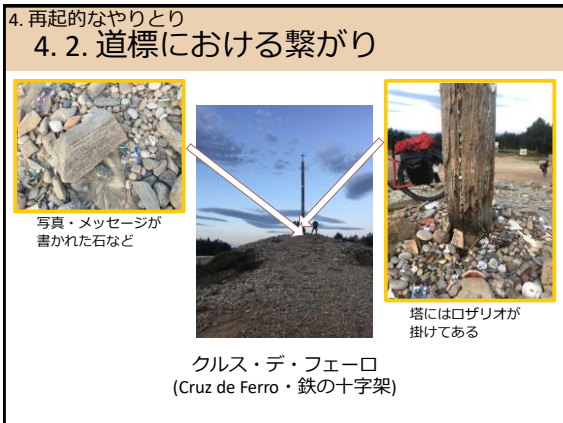 4. 再起的なやりとり
4. 2. 道標における繋がり
写真・メッセージが
書かれた石など
塔にはロザリオが
掛けてある
クルス・デ・フェーロ
(Cruz de Ferro・鉄の十字架)